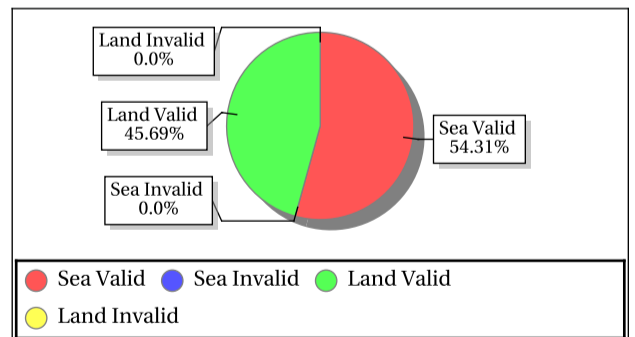 Land Invalid
0.0%
Land Valid
45.69%
Sea Valid
54.31%
Sea Invalid
0.0%
Sea Valid Sea Invalid Land Valid
Land Invalid